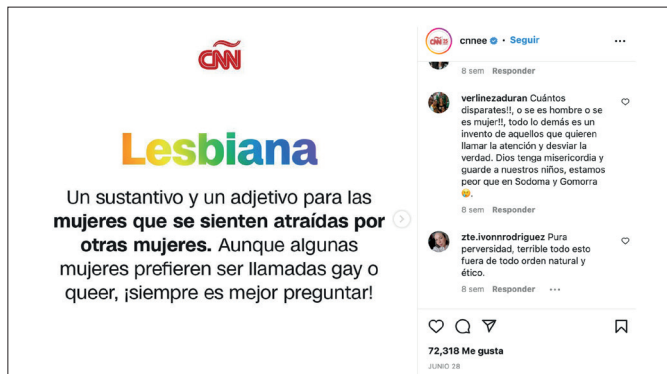 CNN
Lesbiana
Un sustantivo y un adjetivo para las
mujeres que se sienten atraídas por
otras mujeres. Aunque algunas
mujeres prefieren ser llamadas gay o
queer, ¡siempre es mejor preguntar!
cnnee • Seguir
8 sem Responder
verlinezaduran Cuántos
disparates!!, o se es hombre o se
es mujer!!, todo lo demás es un
invento de aquellos que quieren
llamar la atención y desviar la
verdad. Dios tenga misericordia y
guarde a nuestros niños, estamos
peor que en Sodoma y Gomorra
😢.
8 sem Responder
zte.ivonnrodriguez Pura
perversidad, terrible todo esto
fuera de todo orden natural y
ético.
8 sem Responder
72,318 Me gusta
JUNIO 28